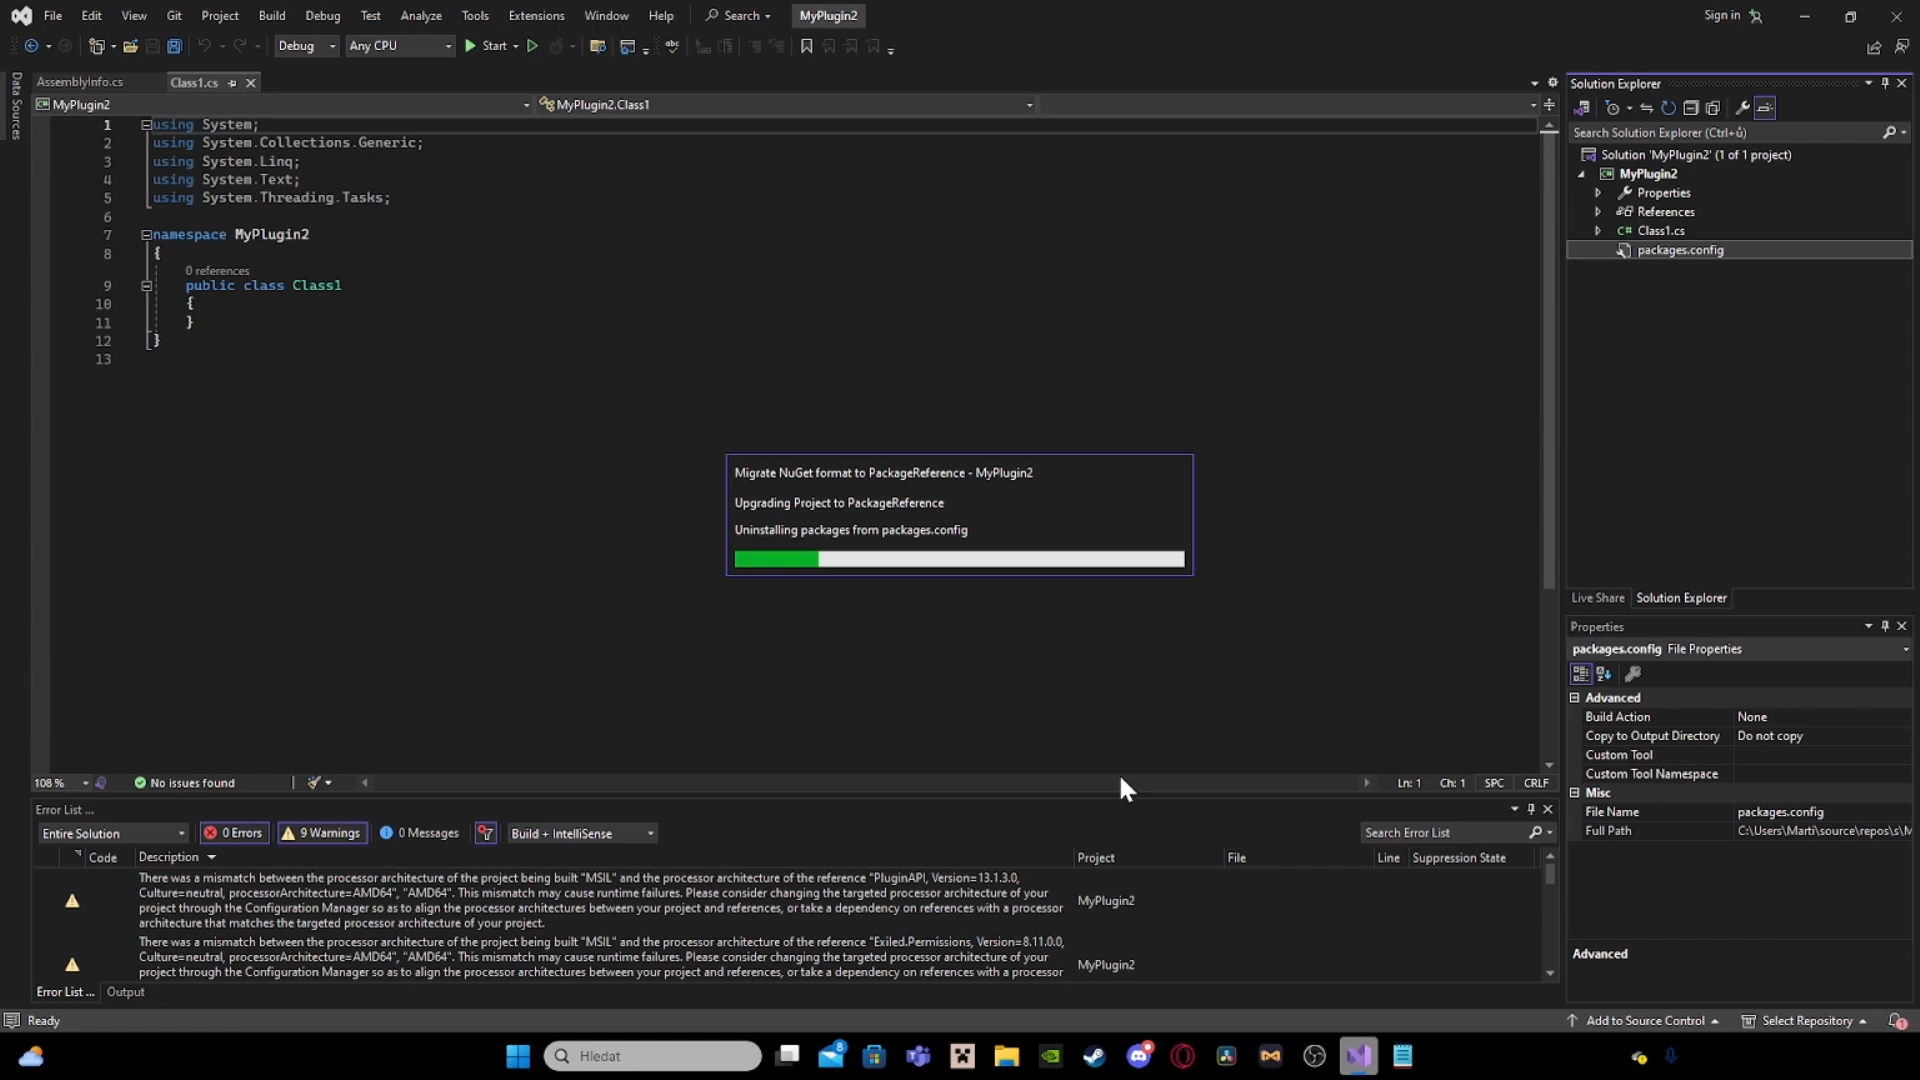 File Edit View Git Project Build Debug Test Analyze Tools Extensions Window Help Search MyPlugin2 Sign in
Debug Any CPU Start
Data Sources
AssemblyInfo.cs Class1.cs
MyPlugin2 MyPlugin2.Class1
1 using System;
2 using System.Collections.Generic;
3 using System.Linq;
4 using System.Text;
5 using System.Threading.Tasks;
6
7 namespace MyPlugin2
8 {
0 references
9 public class Class1
10 {
11 }
12 }
13
Migrate NuGet format to PackageReference - MyPlugin2
Upgrading Project to PackageReference
Uninstalling packages from packages.config
108 % No issues found Ln: 1 Ch: 1 SPC CRLF
Error List ...
Entire Solution 0 Errors 9 Warnings 0 Messages Build + IntelliSense Search Error List
Code Description Project File Line Suppression State
There was a mismatch between the processor architecture of the project being built "MSIL" and the processor architecture of the reference "PluginAPI, Version=13.1.3.0,
Culture=neutral, processorArchitecture=AMD64", "AMD64". This mismatch may cause runtime failures. Please consider changing the targeted processor architecture of your
project through the Configuration Manager so as to align the processor architectures between your project and references, or take a dependency on references with a processor
architecture that matches the targeted processor architecture of your project.
MyPlugin2
There was a mismatch between the processor architecture of the project being built "MSIL" and the processor architecture of the reference "Exiled.Permissions, Version=8.11.0.0,
Culture=neutral, processorArchitecture=AMD64", "AMD64". This mismatch may cause runtime failures. Please consider changing the targeted processor architecture of your
project through the Configuration Manager so as to align the processor architectures between your project and references, or take a dependency on references with a processor
MyPlugin2
Error List ... Output
Solution Explorer
Search Solution Explorer (Ctrl+ů)
Solution 'MyPlugin2' (1 of 1 project)
MyPlugin2
Properties
References
C# Class1.cs
packages.config
Live Share Solution Explorer
Properties
packages.config File Properties
Advanced
Build Action None
Copy to Output Directory Do not copy
Custom Tool
Custom Tool Namespace
Misc
File Name packages.config
Full Path C:\Users\Marti\source\repos\s\M
Advanced
Ready Add to Source Control Select Repository 1
Hledat 8